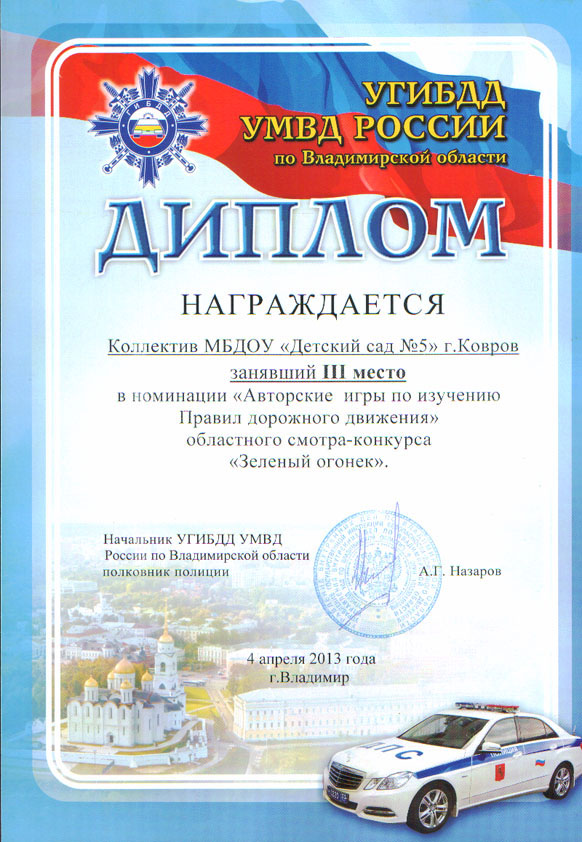 УГИБДД
УМВД РОССИИ
по Владимирской области
ГИБДД
ДИПЛОМ
НАГРАЖДАЕТСЯ
Коллектив МБДОУ «Детский сад №5» г.Ковров
занявший III место
в номинации «Авторские игры по изучению
Правил дорожного движения»
областного смотра-конкурса
«Зеленый огонек».
Начальник УГИБДД УМВД
России по Владимирской области
полковник полиции
А.Г. Назаров
4 апреля 2013 года
г.Владимир
ДПС